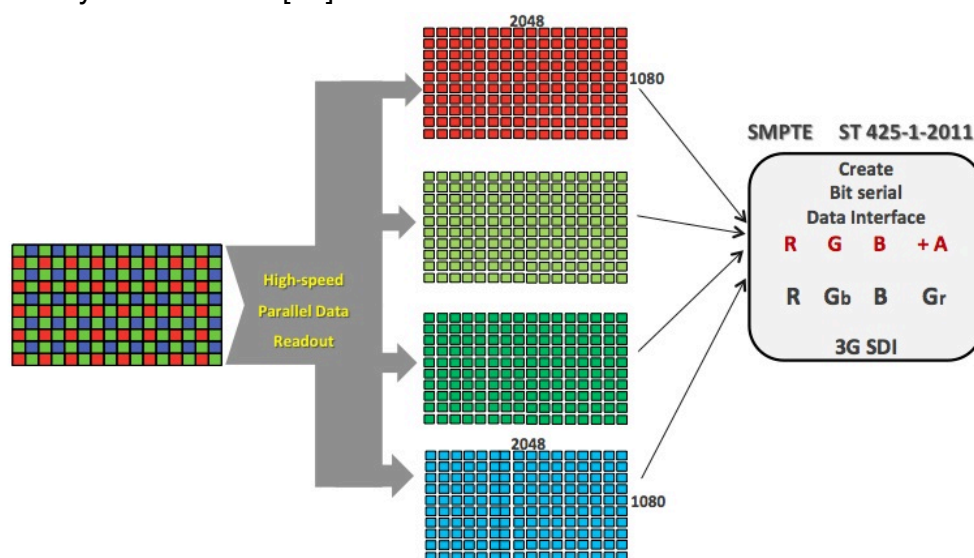 2048
1080
SMPTE ST 425-1-2011
Create
Bit serial
Data Interface
R G B + A
R Gb B Gr
3G SDI
High-speed
Parallel Data
Readout
2048
1080